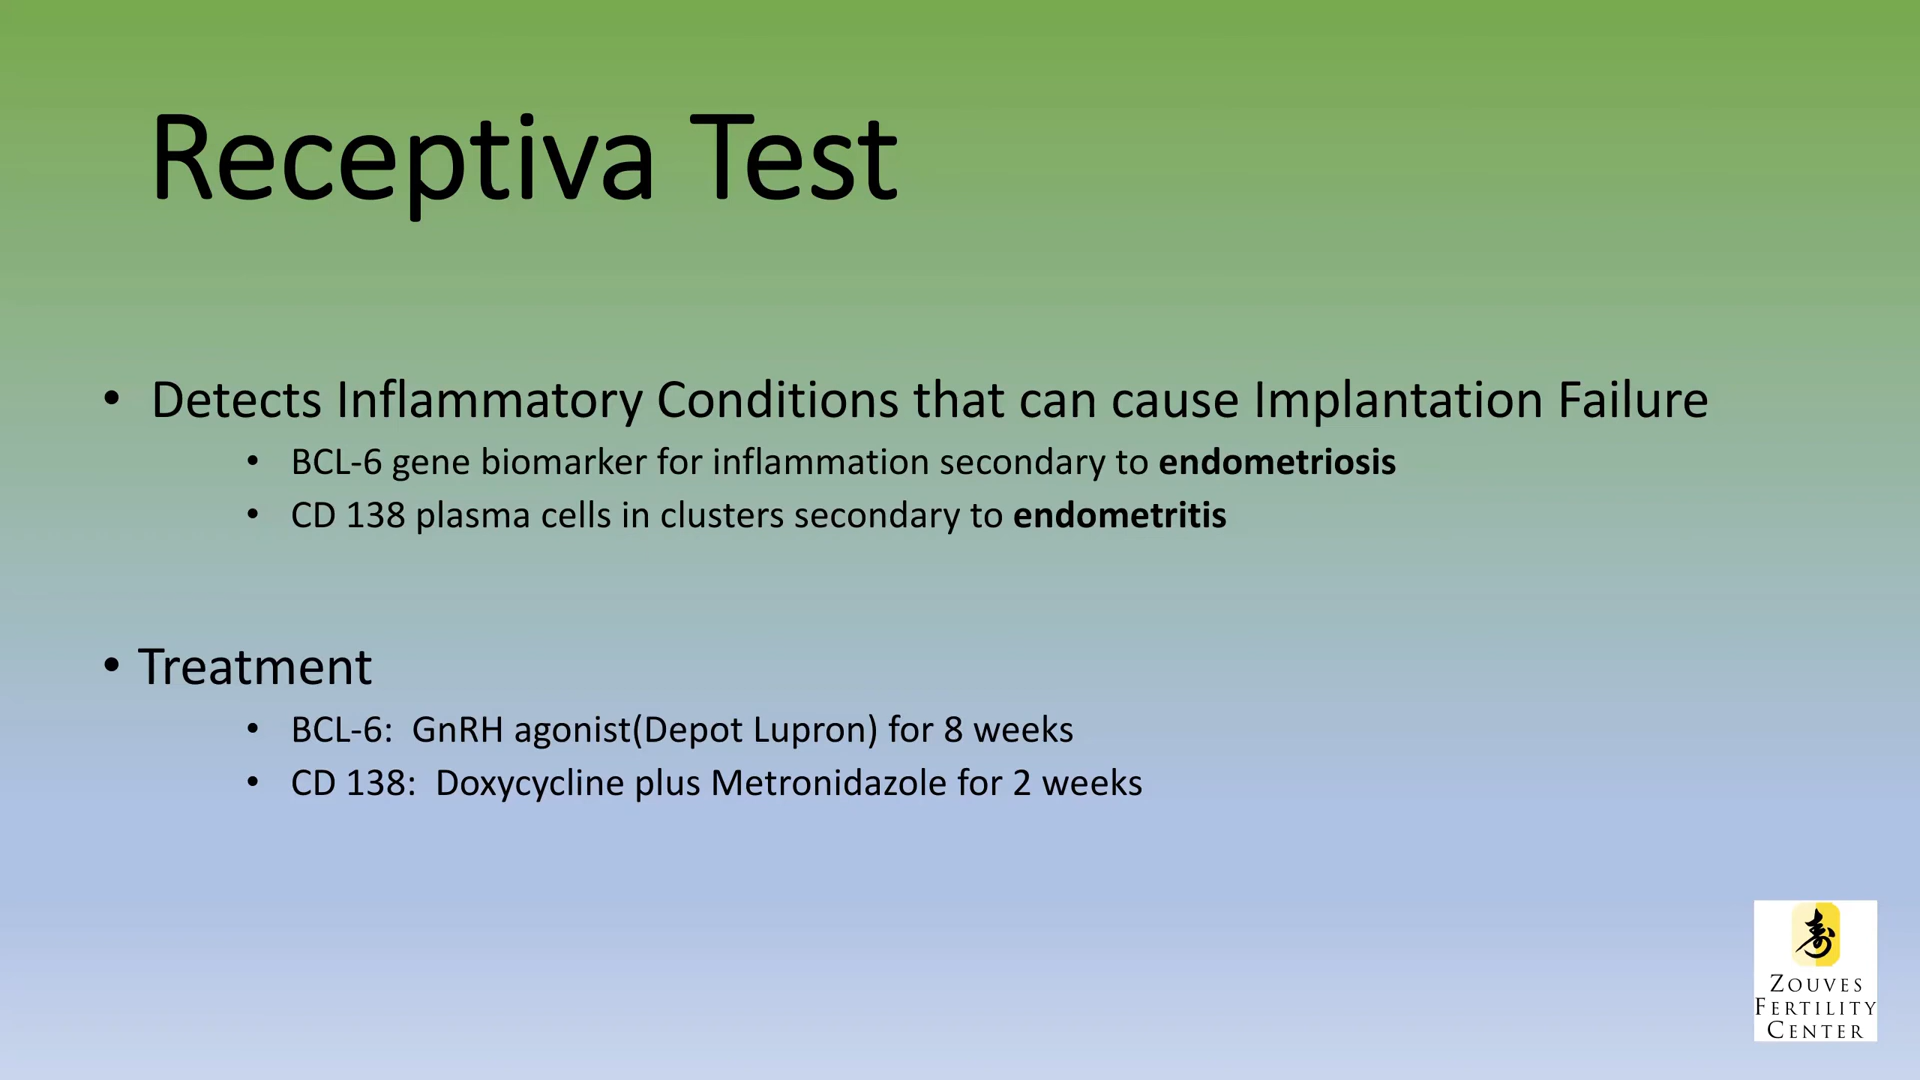 Receptiva Test
• Detects Inflammatory Conditions that can cause Implantation Failure
• BCL-6 gene biomarker for inflammation secondary to endometriosis
• CD 138 plasma cells in clusters secondary to endometritis
• Treatment
• BCL-6:  GnRH agonist(Depot Lupron) for 8 weeks
• CD 138:  Doxycycline plus Metronidazole for 2 weeks
寿
ZOUVES
FERTILITY
CENTER